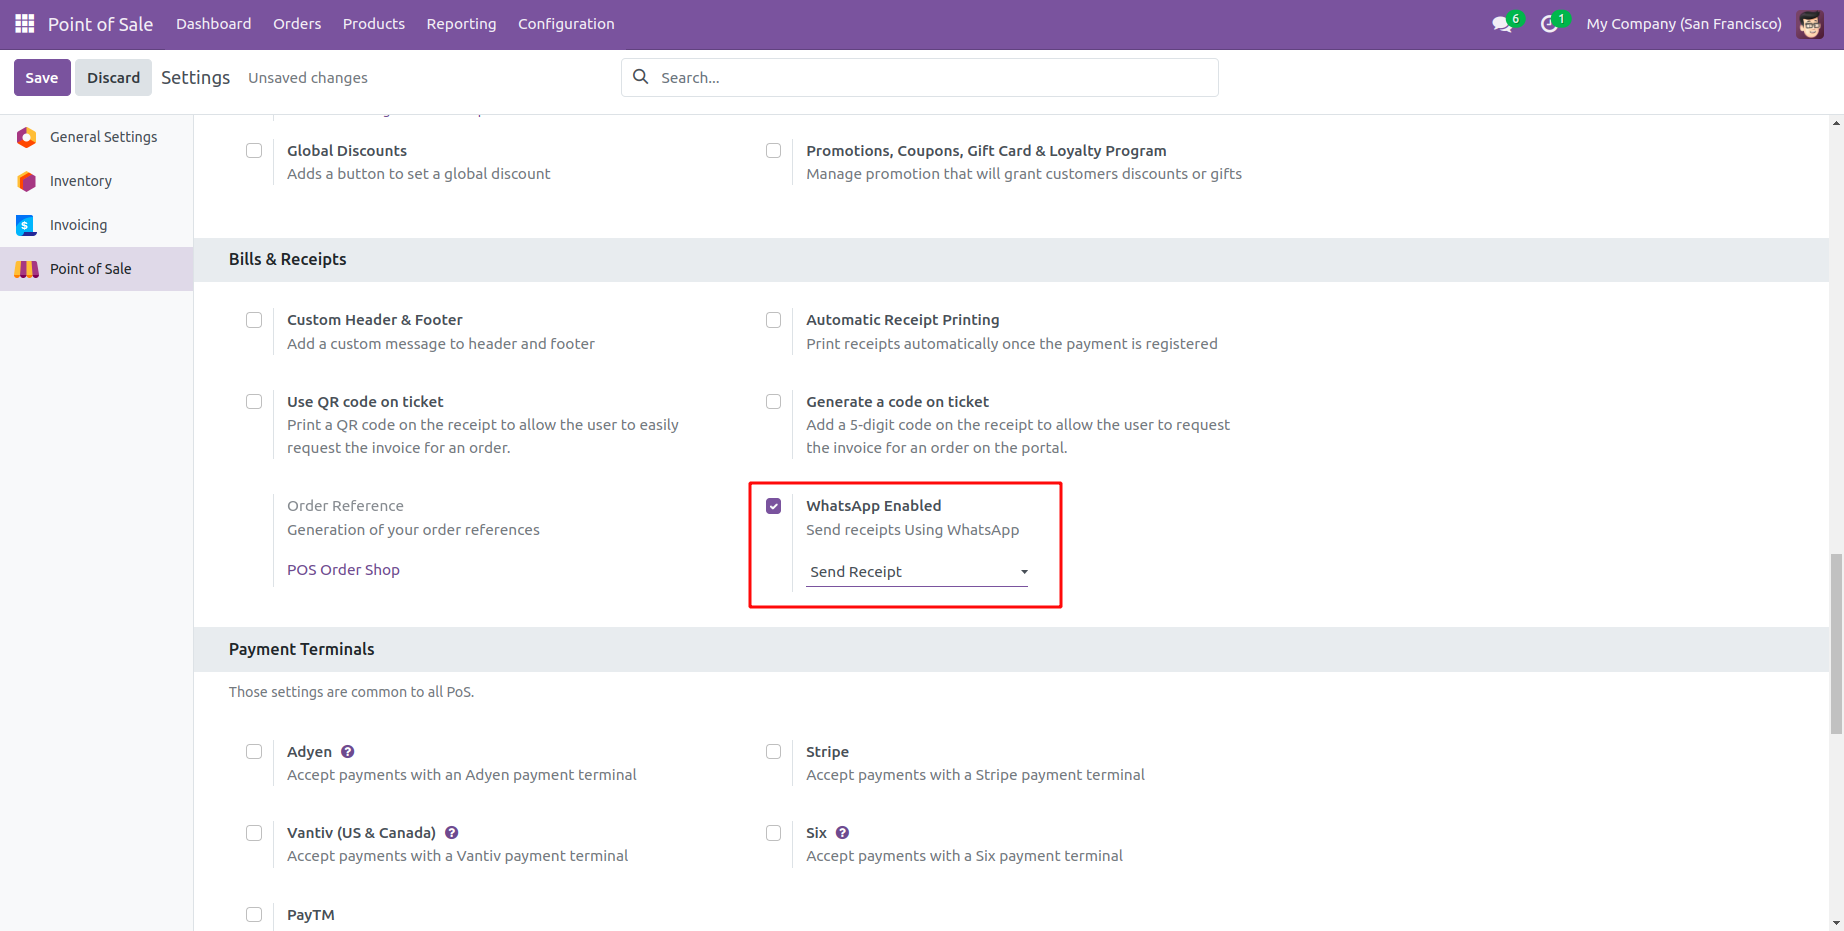 Point of Sale Dashboard Orders Products Reporting Configuration 6 1 My Company (San Francisco)
Save Discard Settings Unsaved changes Search...
General Settings
Inventory
Invoicing
Point of Sale
Global Discounts
Adds a button to set a global discount
Promotions, Coupons, Gift Card & Loyalty Program
Manage promotion that will grant customers discounts or gifts
Bills & Receipts
Custom Header & Footer
Add a custom message to header and footer
Automatic Receipt Printing
Print receipts automatically once the payment is registered
Use QR code on ticket
Print a QR code on the receipt to allow the user to easily
request the invoice for an order.
Generate a code on ticket
Add a 5-digit code on the receipt to allow the user to request
the invoice for an order on the portal.
Order Reference
Generation of your order references
POS Order Shop
WhatsApp Enabled
Send receipts Using WhatsApp
Send Receipt
Payment Terminals
Those settings are common to all PoS.
Adyen ?
Accept payments with an Adyen payment terminal
Stripe
Accept payments with a Stripe payment terminal
Vantiv (US & Canada) ?
Accept payments with a Vantiv payment terminal
Six ?
Accept payments with a Six payment terminal
PayTM